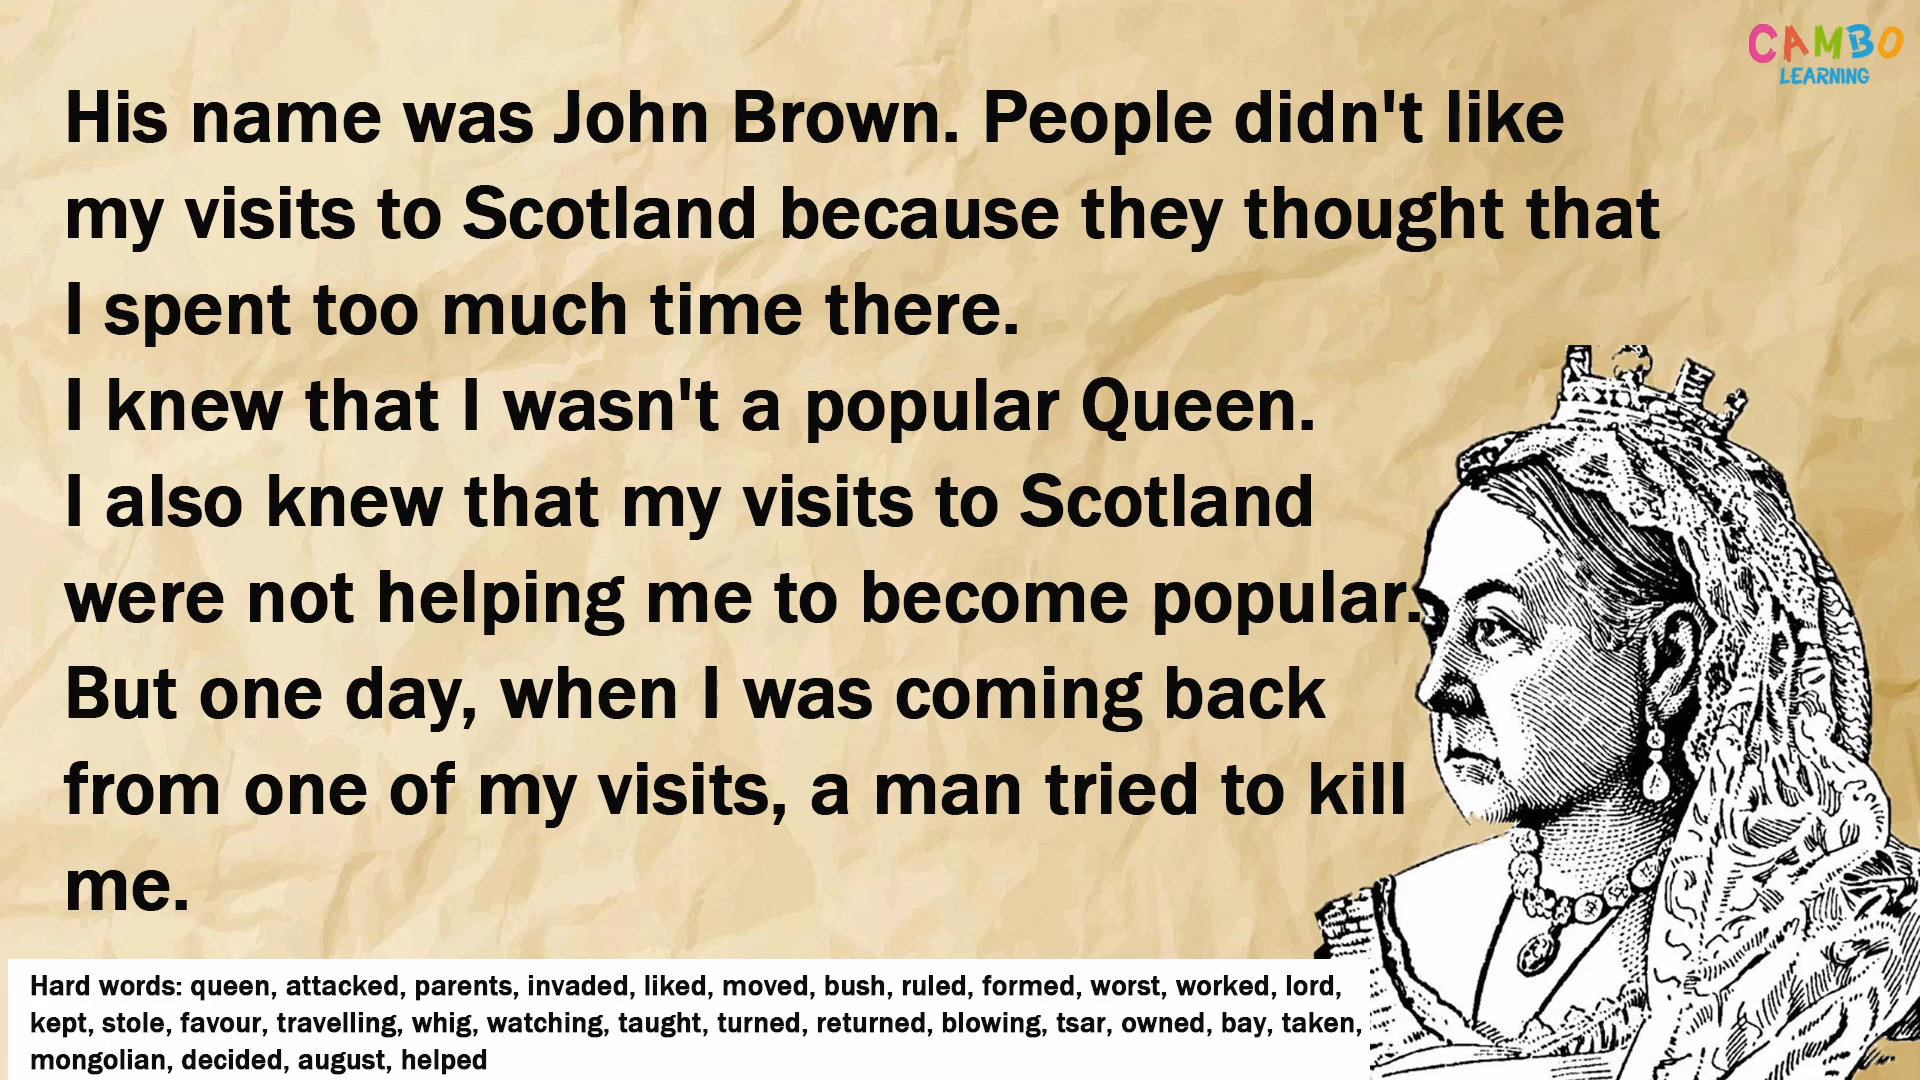 CAMBO
LEARNING
His name was John Brown. People didn't like
my visits to Scotland because they thought that
I spent too much time there.
I knew that I wasn't a popular Queen.
I also knew that my visits to Scotland
were not helping me to become popular.
But one day, when I was coming back
from one of my visits, a man tried to kill
me.
Hard words: queen, attacked, parents, invaded, liked, moved, bush, ruled, formed, worst, worked, lord,
kept, stole, favour, travelling, whig, watching, taught, turned, returned, blowing, tsar, owned, bay, taken,
mongolian, decided, august, helped